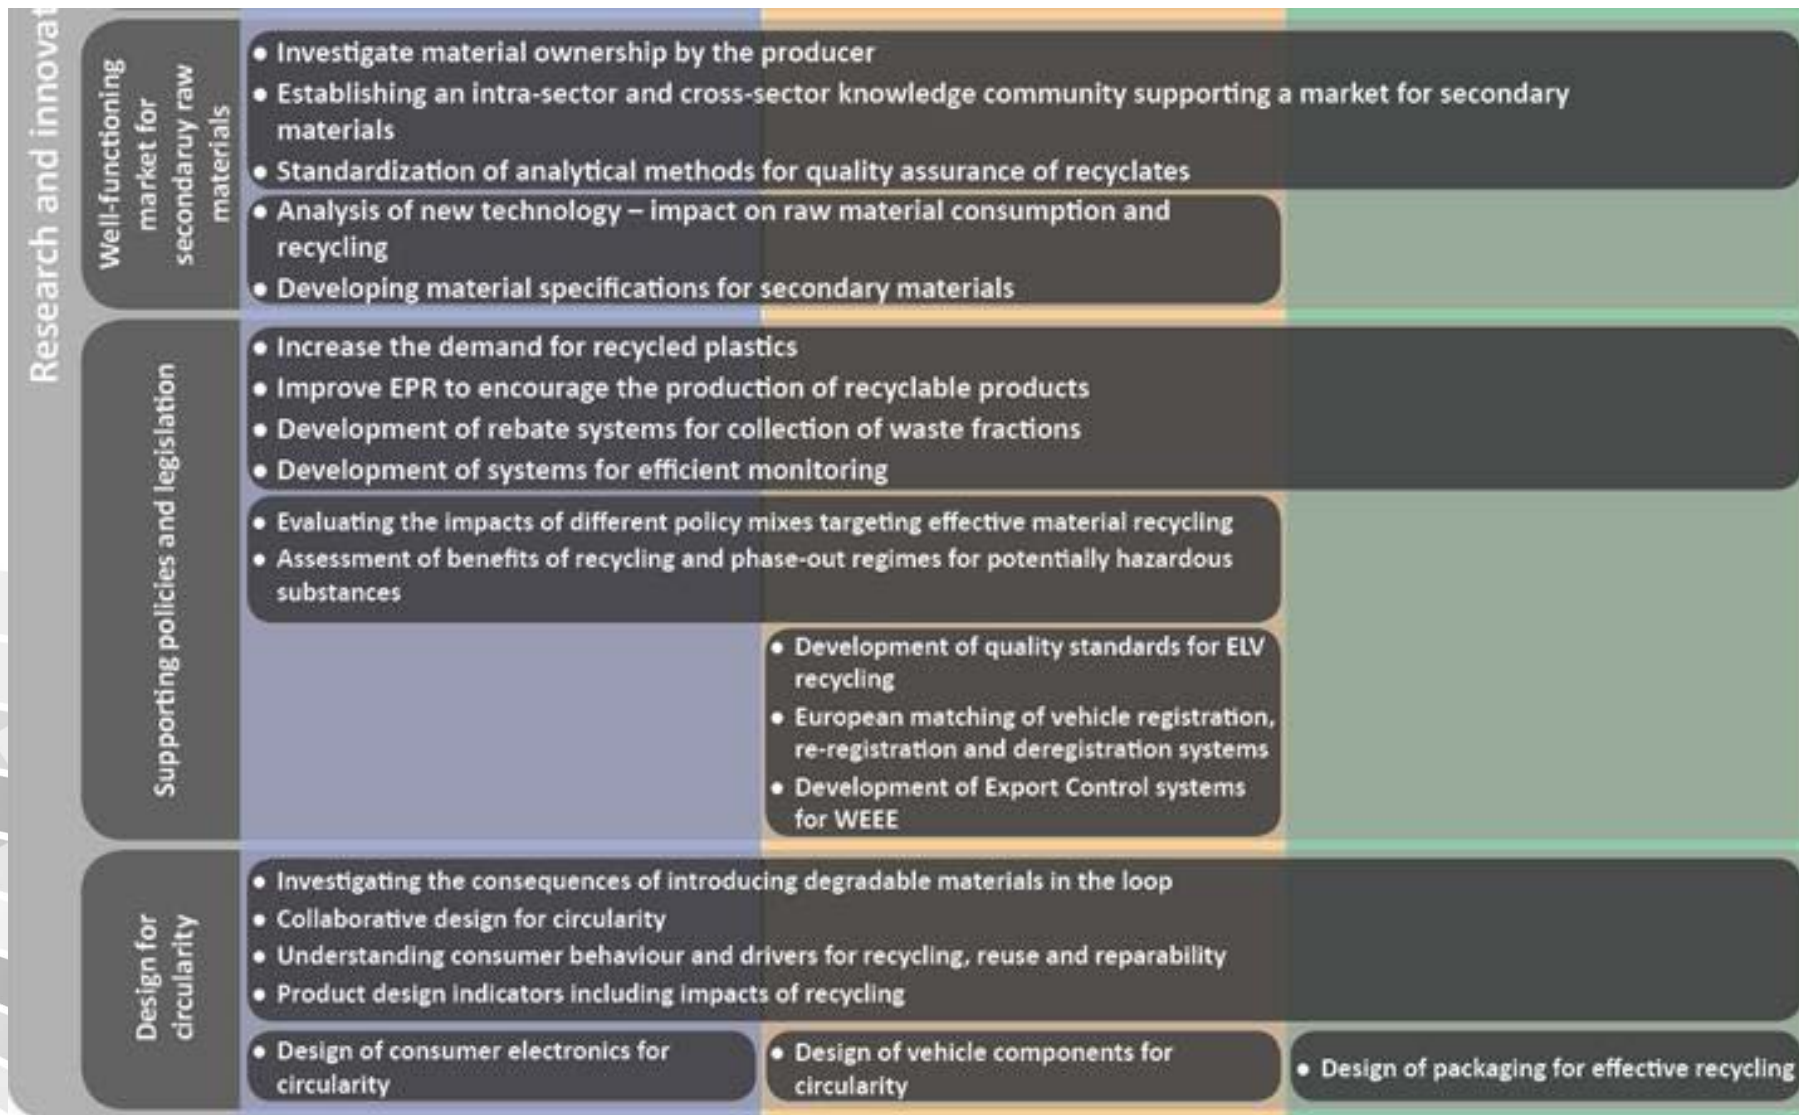 Research and innovat
Well-functioning
market for
secondaruy raw
materials
● Investigate material ownership by the producer
● Establishing an intra-sector and cross-sector knowledge community supporting a market for secondary
materials
● Standardization of analytical methods for quality assurance of recyclates
● Analysis of new technology – impact on raw material consumption and
recycling
● Developing material specifications for secondary materials
Supporting policies and legislation
● Increase the demand for recycled plastics
● Improve EPR to encourage the production of recyclable products
● Development of rebate systems for collection of waste fractions
● Development of systems for efficient monitoring
● Evaluating the impacts of different policy mixes targeting effective material recycling
● Assessment of benefits of recycling and phase-out regimes for potentially hazardous
substances
● Development of quality standards for ELV
recycling
● European matching of vehicle registration,
re-registration and deregistration systems
● Development of Export Control systems
for WEEE
Design for
circularity
● Investigating the consequences of introducing degradable materials in the loop
● Collaborative design for circularity
● Understanding consumer behaviour and drivers for recycling, reuse and reparability
● Product design indicators including impacts of recycling
● Design of consumer electronics for
circularity
● Design of vehicle components for
circularity
● Design of packaging for effective recycling